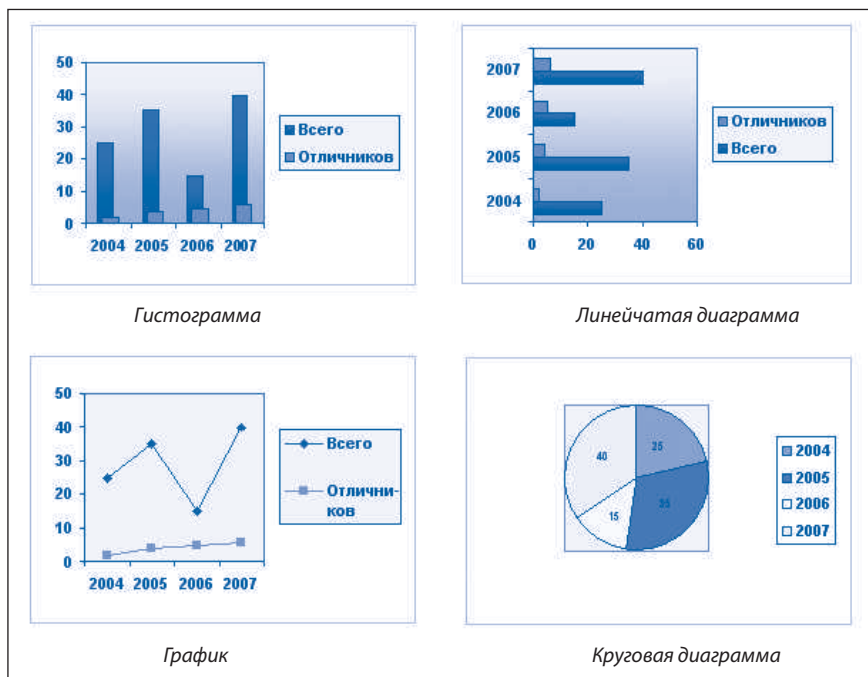 50
40
30
20
10
0
2004 2005 2006 2007
Всего
Отличников
Гистограмма
2007
2006
2005
2004
0 20 40 60
Отличников
Всего
Линейчатая диаграмма
50
40
30
20
10
0
2004 2005 2006 2007
Всего
Отлични-
ков
График
40
25
15
35
2004
2005
2006
2007
Круговая диаграмма